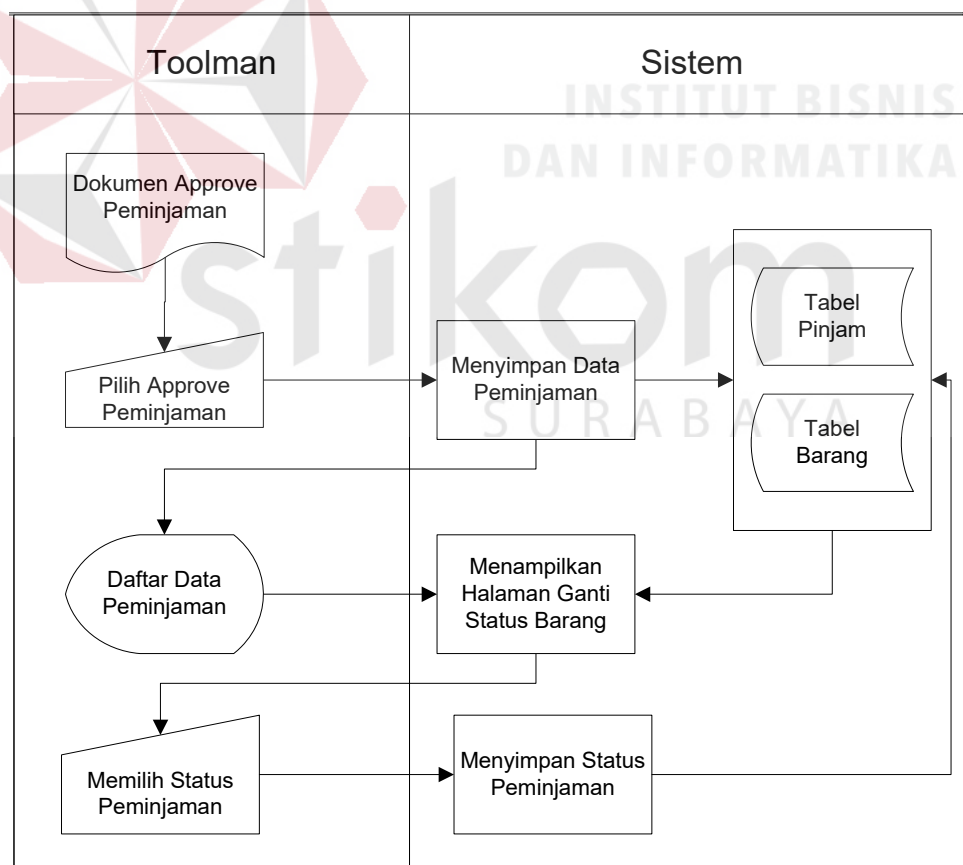 Toolman
Sistem
INSTITUT BISNIS
DAN INFORMATIKA
stikom
SURABAYA
Dokumen Approve
Peminjaman
Pilih Approve
Peminjaman
Menyimpan Data
Peminjaman
Tabel
Pinjam
Tabel
Barang
Daftar Data
Peminjaman
Menampilkan
Halaman Ganti
Status Barang
Memilih Status
Peminjaman
Menyimpan Status
Peminjaman